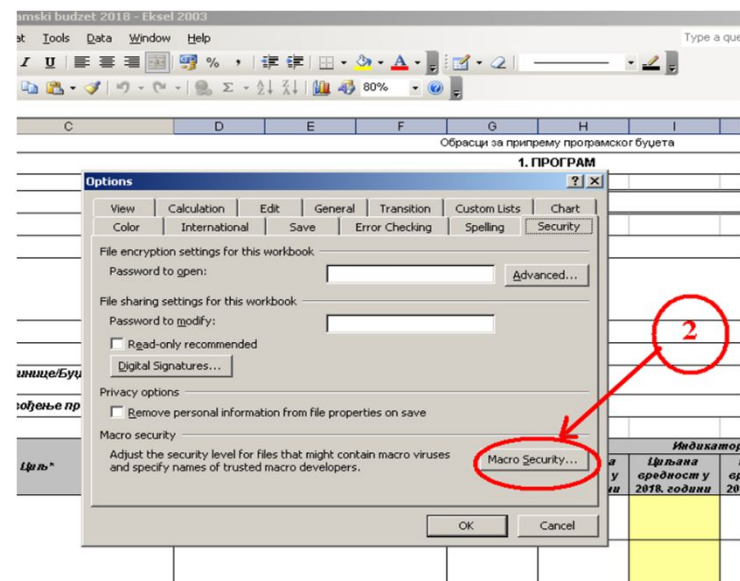 amski budzet 2018 - Eksel 2003
at Tools Data Window Help Type a que
I U % ,
Σ 80%
C D E F G H I
Обрасци за припрему програмског буџета
1. ПРОГРАМ
Options
View Calculation Edit General Transition Custom Lists Chart
Color International Save Error Checking Spelling Security
File encryption settings for this workbook
Password to open: Advanced...
File sharing settings for this workbook
Password to modify:
Read-only recommended
Digital Signatures...
Privacy options
Remove personal information from file properties on save
Macro security
Adjust the security level for files that might contain macro viruses
and specify names of trusted macro developers.
Macro Security...
OK Cancel
2
инице/Буџ
вођење пр
Циљ*
Индикатор
Циљана
вредност у
2018. години
20